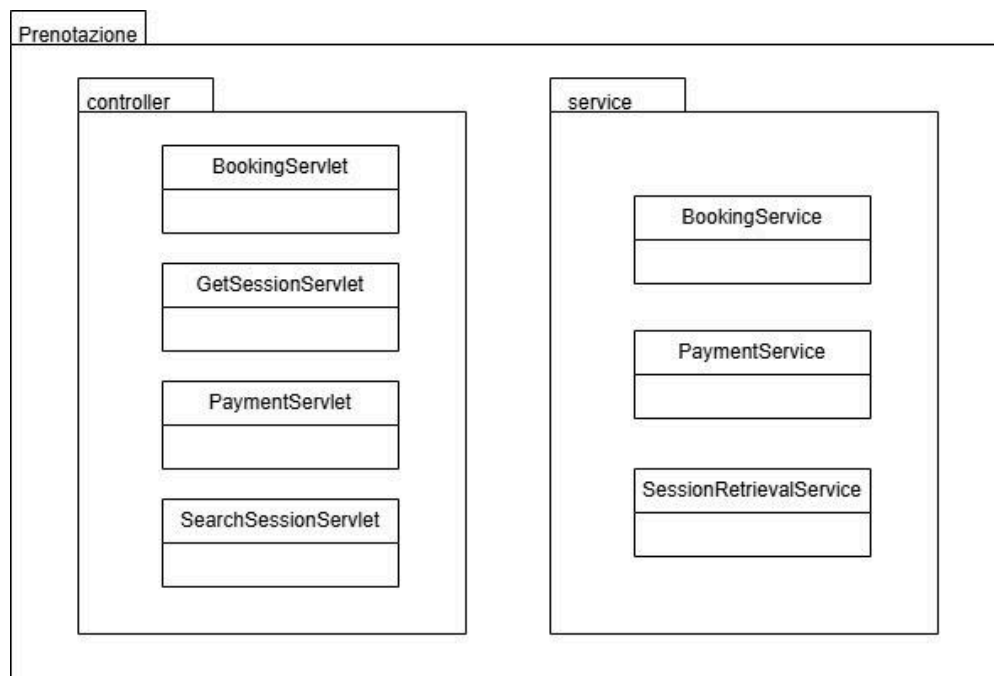 Prenotazione
controller
BookingServlet
GetSessionServlet
PaymentServlet
SearchSessionServlet
service
BookingService
PaymentService
SessionRetrievalService